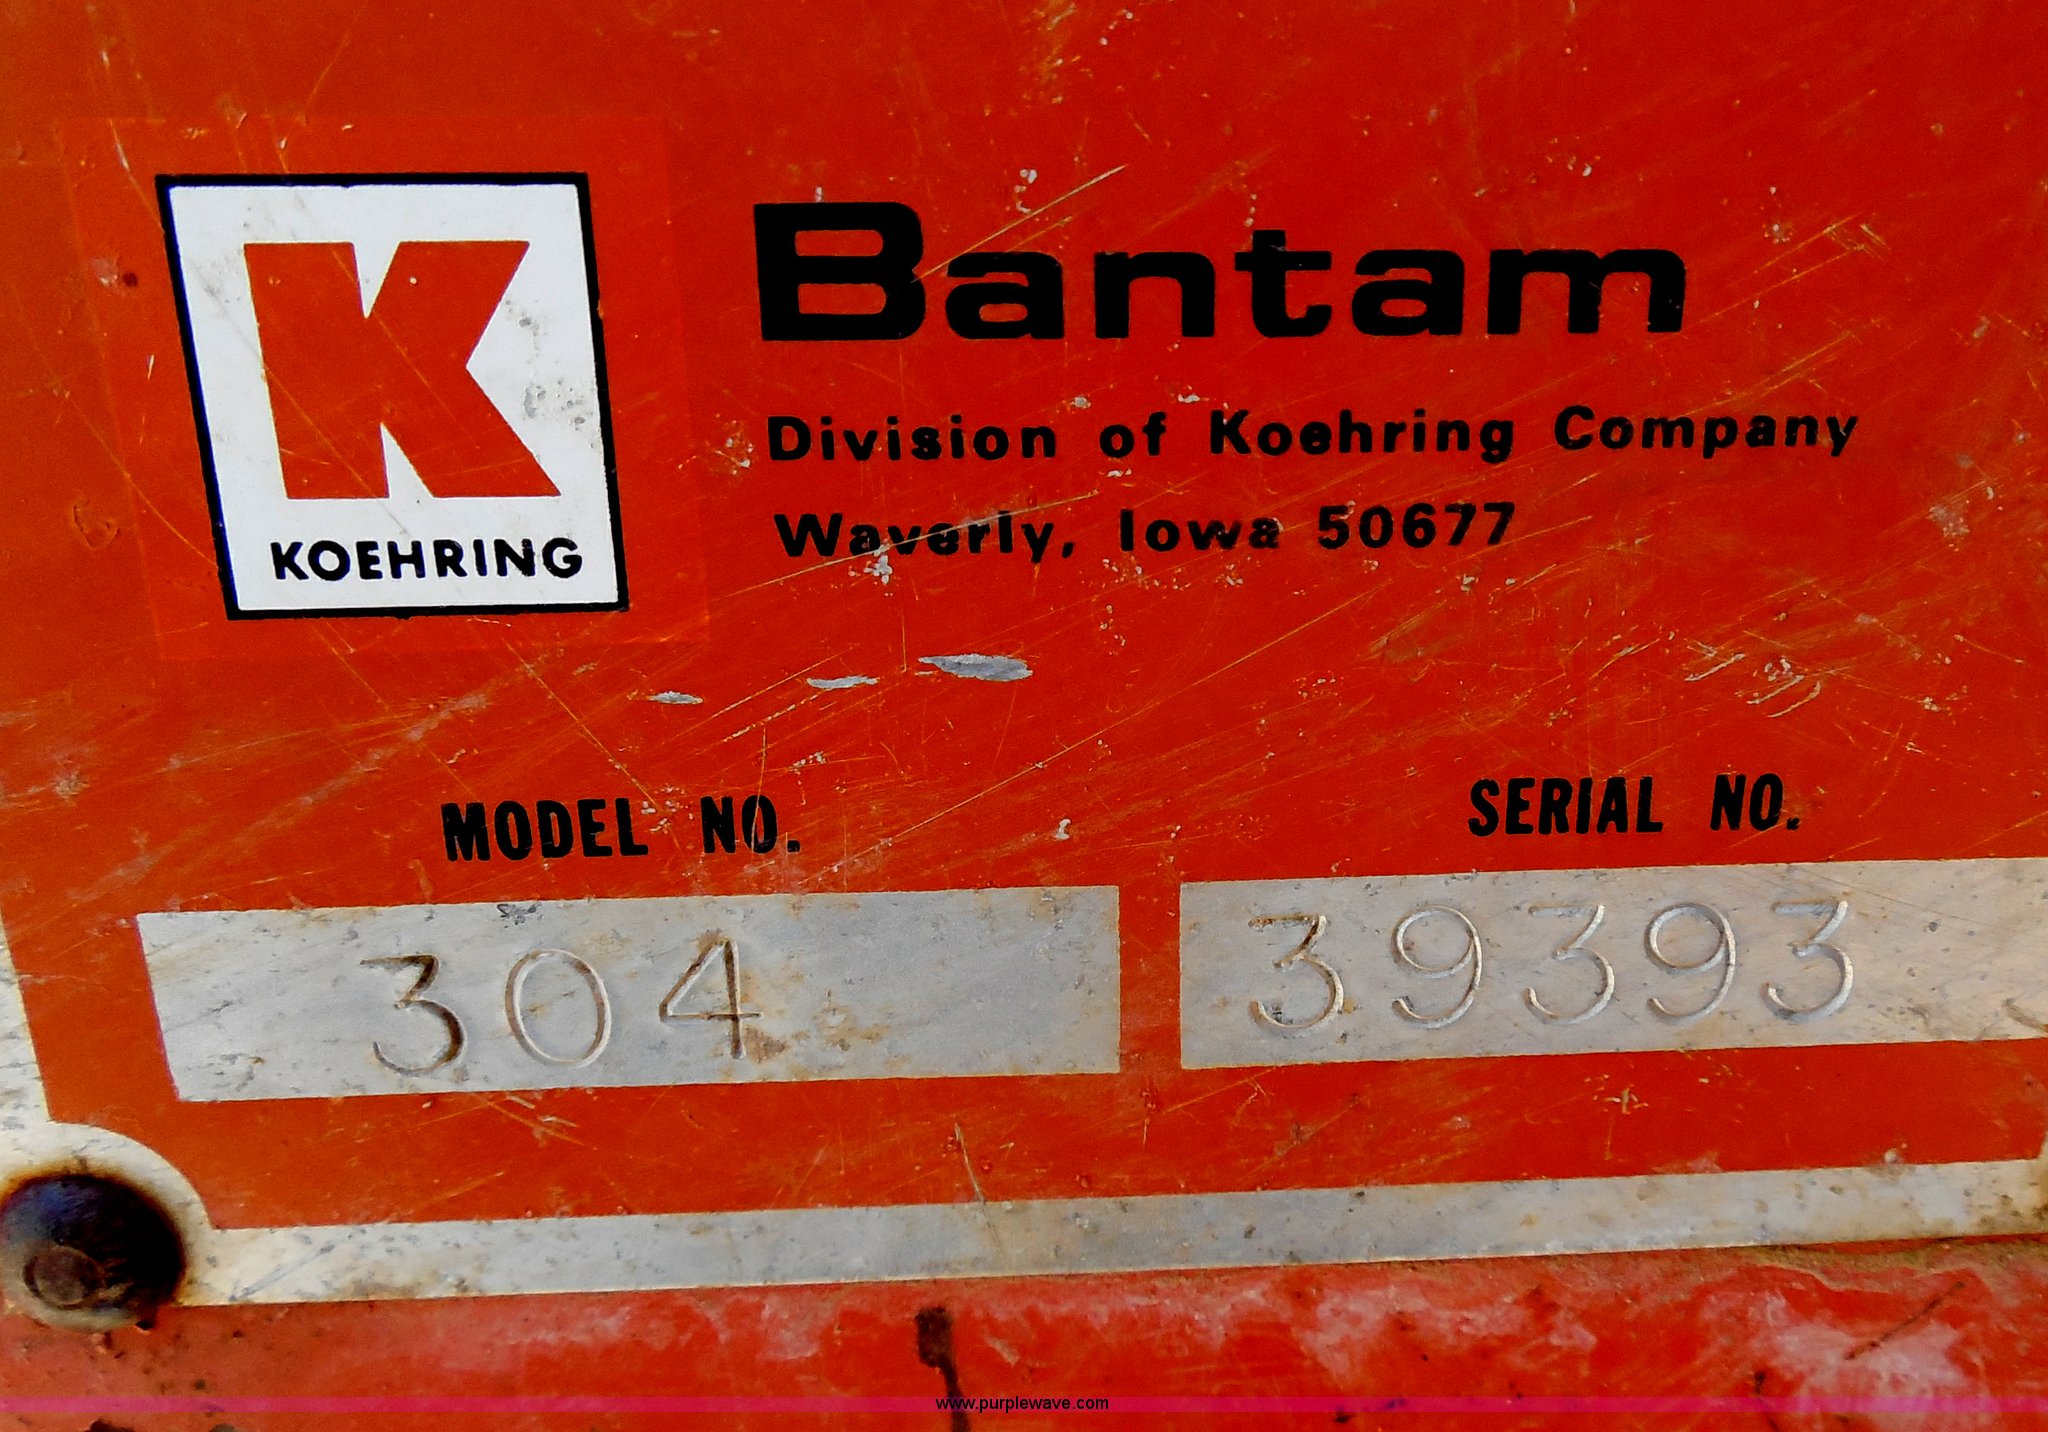 KOEHRING
Bantam
Division of Koehring Company
Waverly, Iowa 50677
MODEL NO.
SERIAL NO.
304
39393
www.purplewave.com